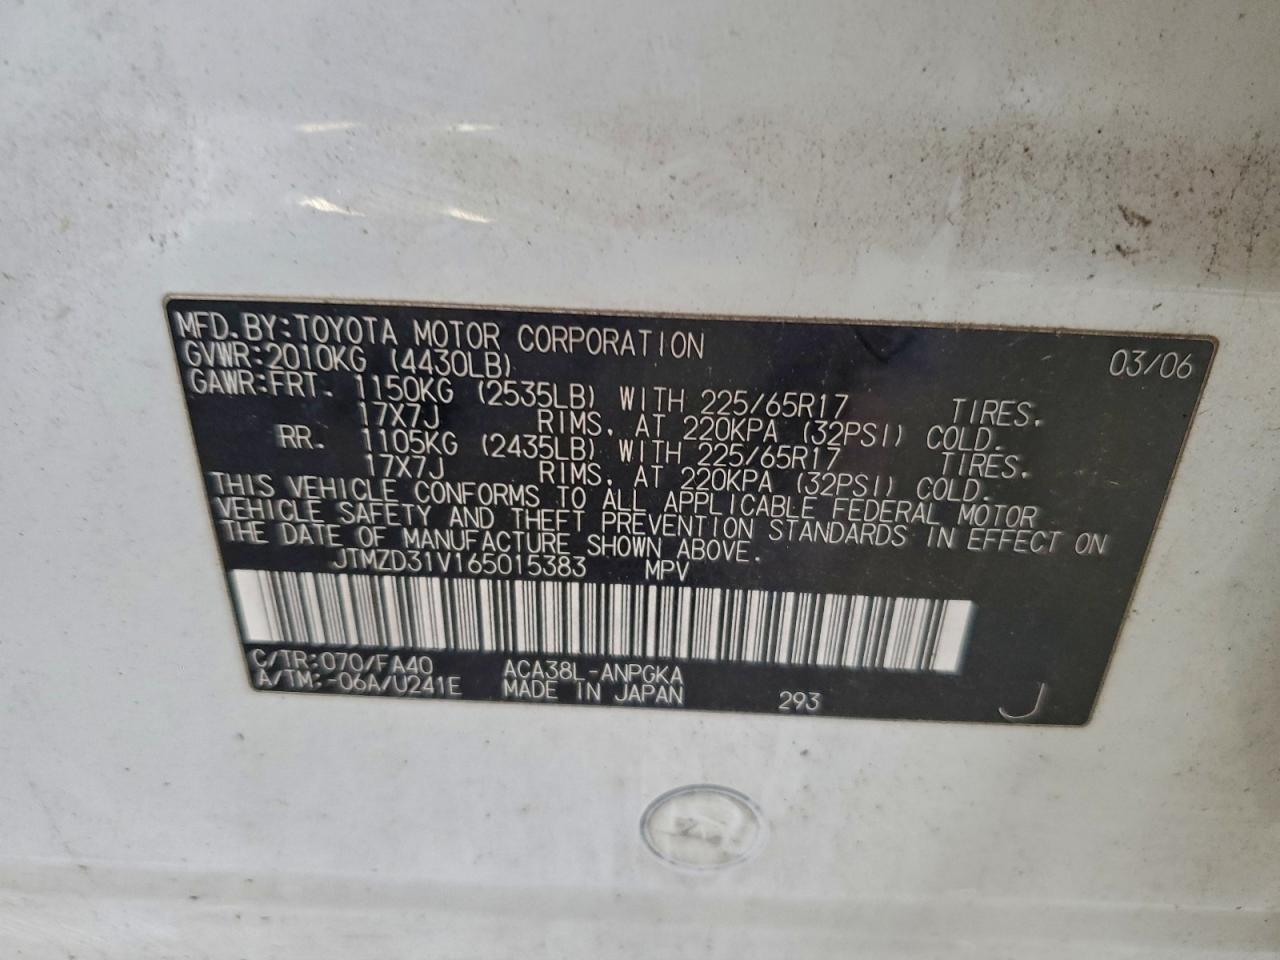 MFD.BY:TOYOTA MOTOR CORPORATION 03/06
GVWR:2010KG (4430LB)
GAWR:FRT. 1150KG (2535LB) WITH 225/65R17 TIRES.
17X7J RIMS, AT 220KPA (32PSI) COLD.
RR. 1105KG (2435LB) WITH 225/65R17 TIRES.
17X7J RIMS, AT 220KPA (32PSI) COLD.
THIS VEHICLE CONFORMS TO ALL APPLICABLE FEDERAL MOTOR
VEHICLE SAFETY AND THEFT PREVENTION STANDARDS IN EFFECT ON
THE DATE OF MANUFACTURE SHOWN ABOVE.
JTMZD31V165015383 MPV
C/TR:070/FA40 ACA38L-ANPGKA
A/TM:-06A/U241E MADE IN JAPAN 293 J